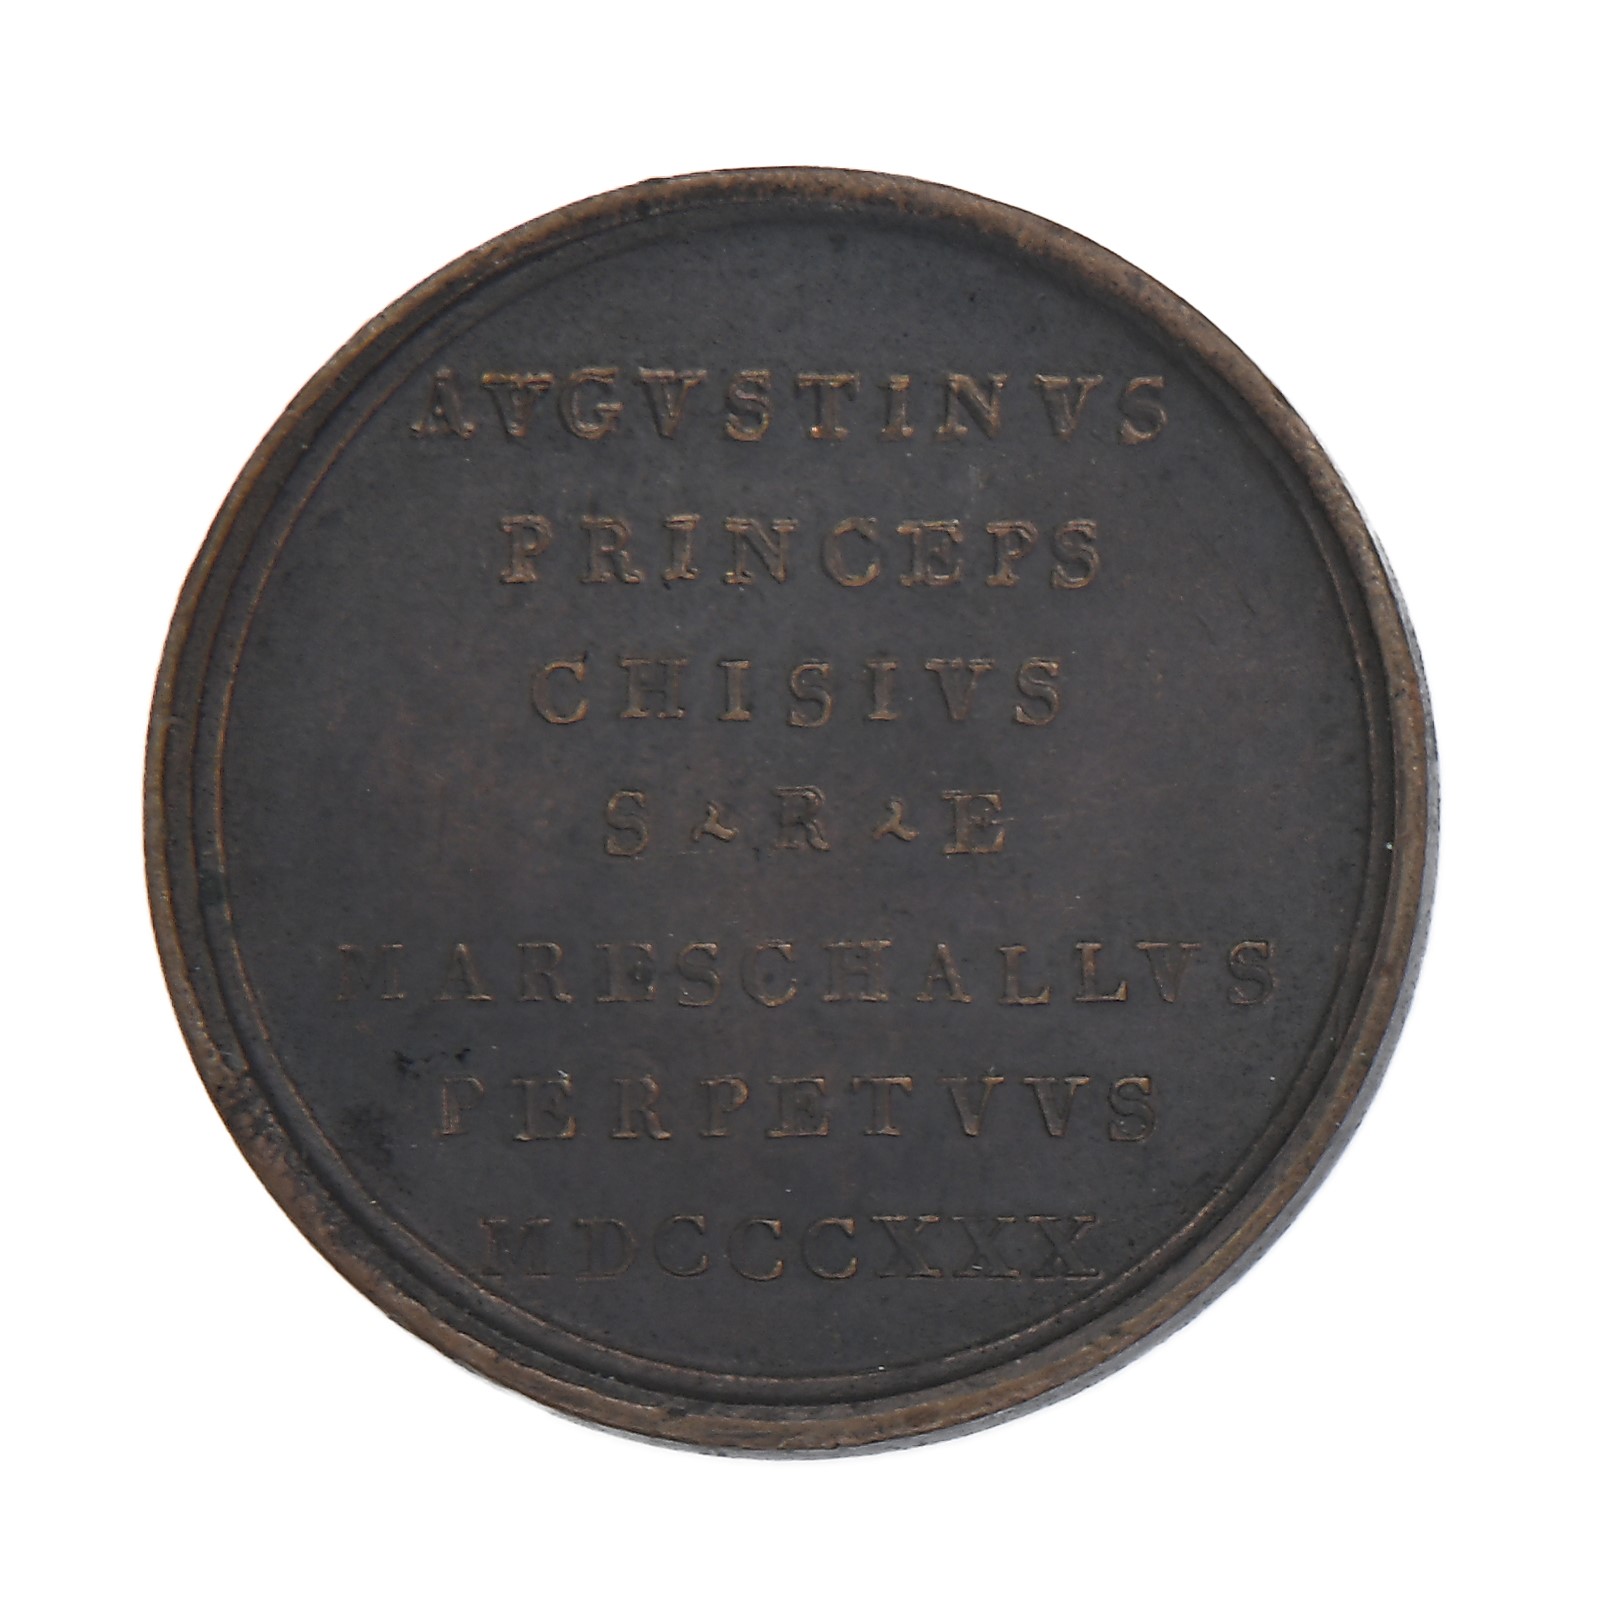 AVGVSTINVS
PRINCEPS
CHISIVS
S R E
MARESCHALLVS
PERPETVVS
MDCCCXXX